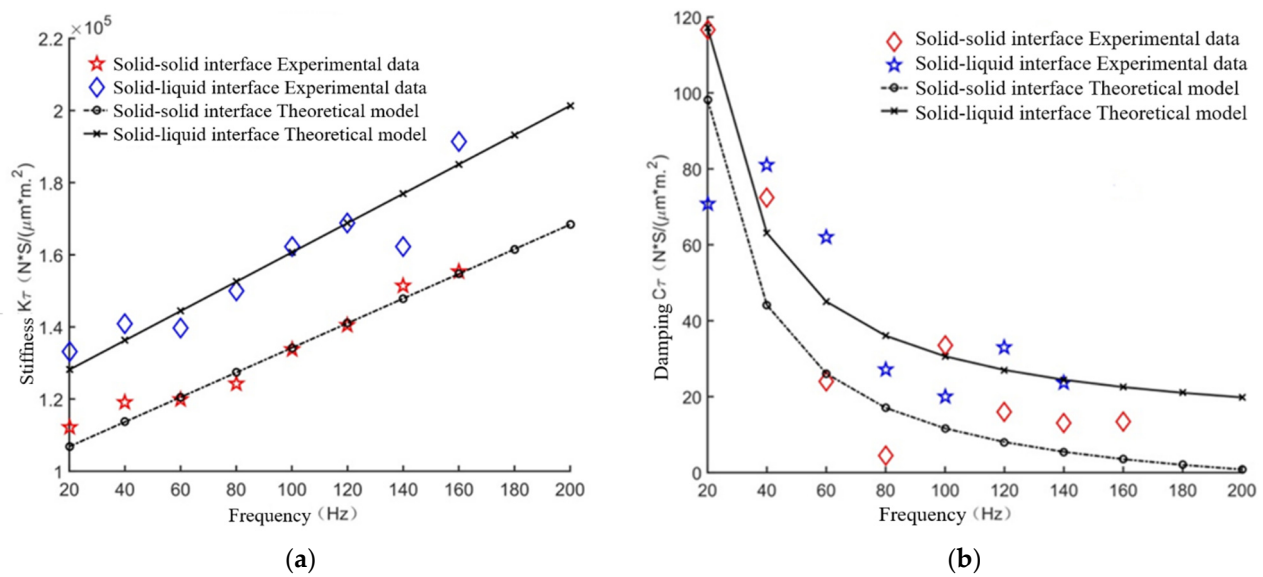 ×10⁵
2.2
2
1.8
1.6
1.4
1.2
1
Stiffness Kτ (N*S/(μm*m.²)
Solid-solid interface Experimental data
Solid-liquid interface Experimental data
Solid-solid interface Theoretical model
Solid-liquid interface Theoretical model
20 40 60 80 100 120 140 160 180 200
Frequency (Hz)
(a)
120
100
80
60
40
20
0
Damping Cτ (N*S/(μm*m.²)
Solid-solid interface Experimental data
Solid-liquid interface Experimental data
Solid-solid interface Theoretical model
Solid-liquid interface Theoretical model
20 40 60 80 100 120 140 160 180 200
Frequency (Hz)
(b)